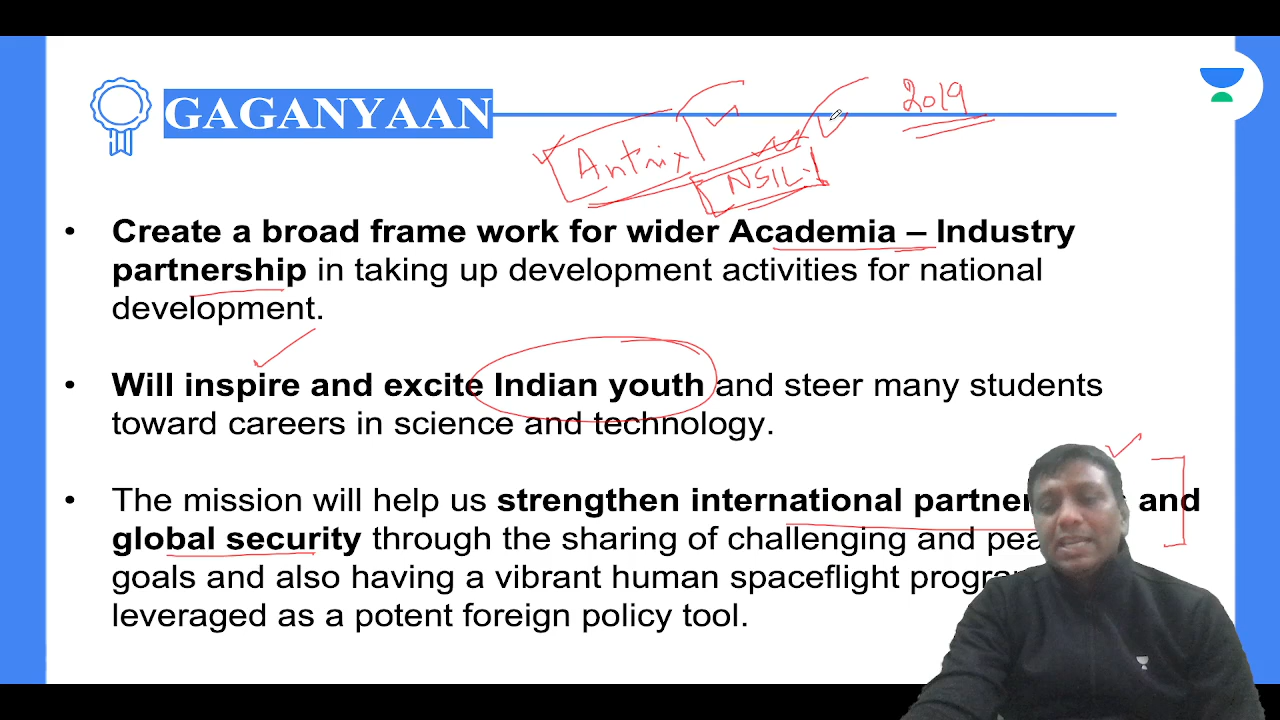 GAGANYAAN
2019
Antrix
NSIL
• Create a broad frame work for wider Academia – Industry
partnership in taking up development activities for national
development.
• Will inspire and excite Indian youth and steer many students
toward careers in science and technology.
• The mission will help us strengthen international and
global security through the sharing of challenging and
goals and also having a vibrant human spaceflight
leveraged as a potent foreign policy tool.